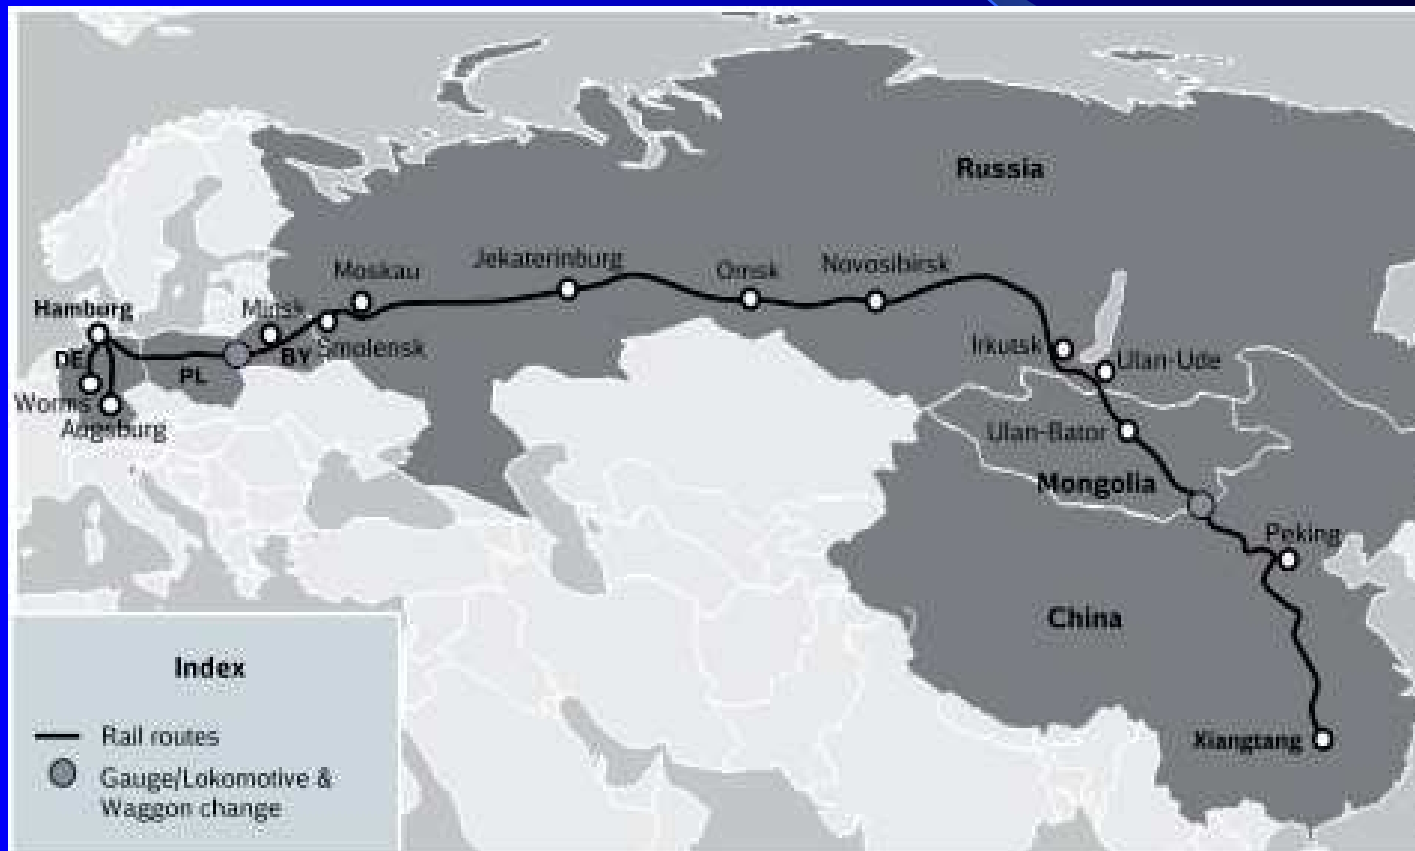 Russia
Moskau
Jekaterinburg
Omsk
Novosibirsk
Hamburg
Minsk
DE
PL
BY
Smolensk
Irkutsk
Ulan-Ude
Worms
Augsburg
Ulan-Bator
Mongolia
Peking
China
Xiangtang
Index
Rail routes
Gauge/Lokomotive &
Waggon change